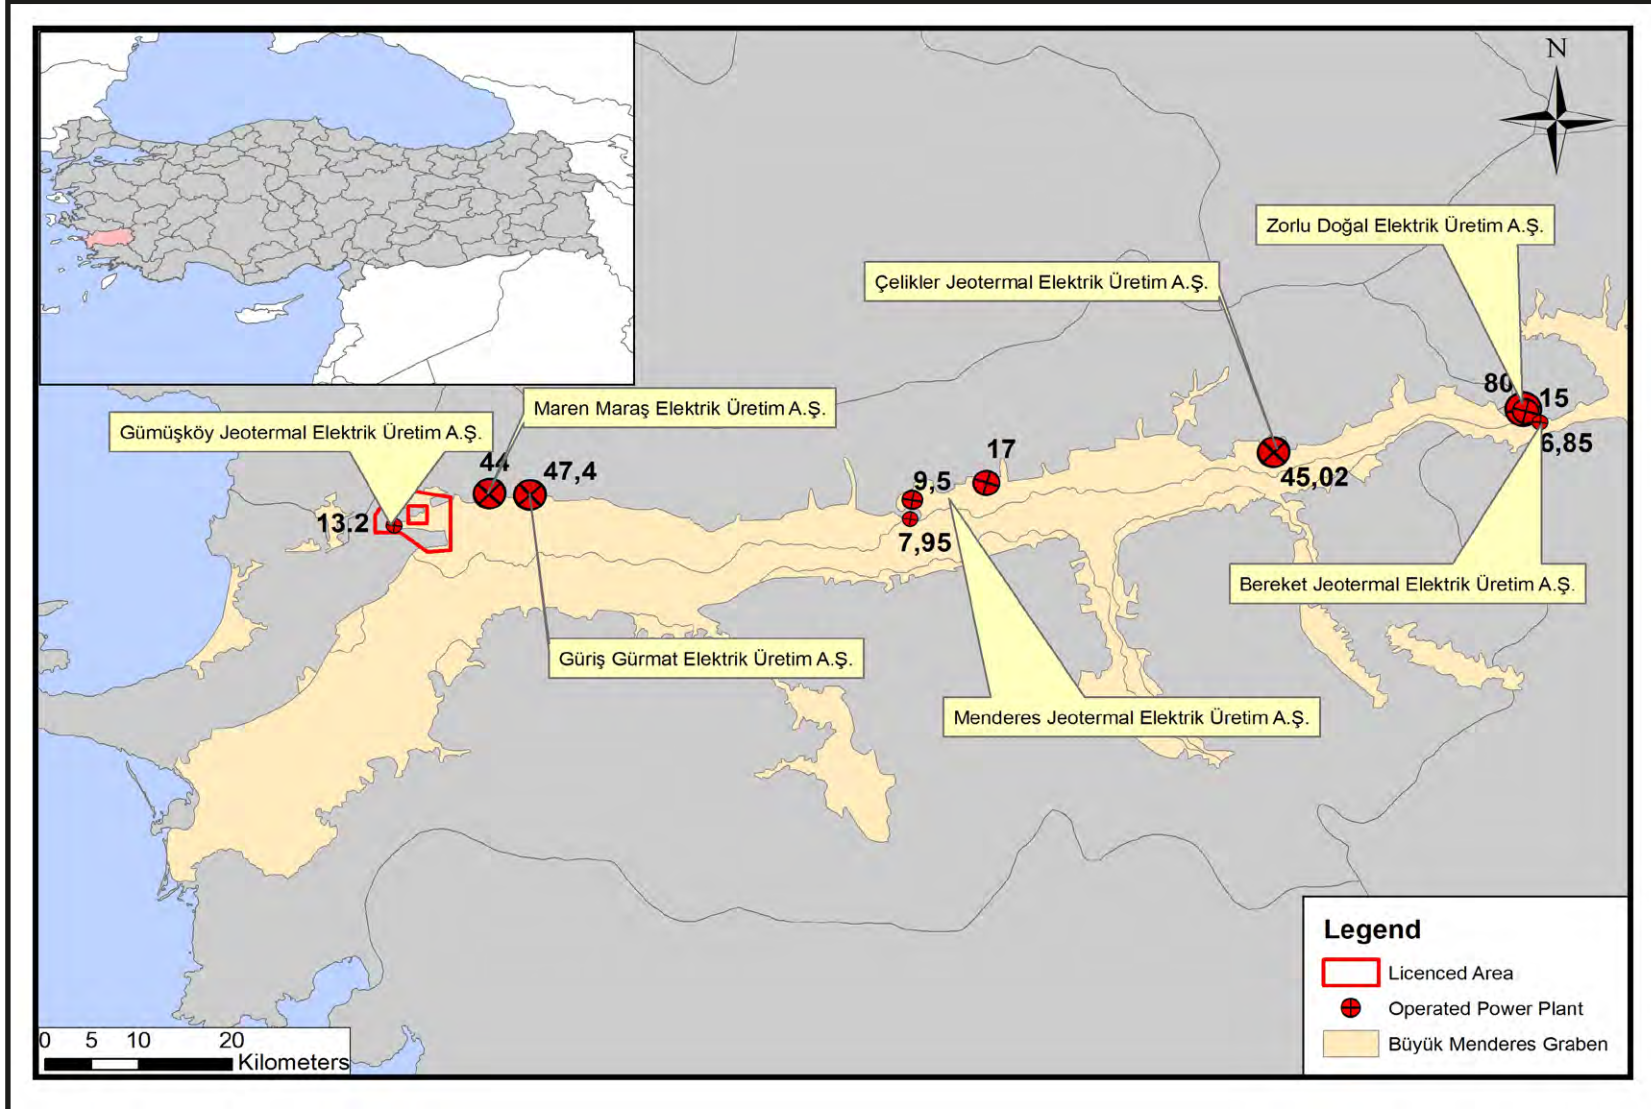 N
Zorlu Doğal Elektrik Üretim A.Ş.
Çelikler Jeotermal Elektrik Üretim A.Ş.
80
15
6,85
Maren Maraş Elektrik Üretim A.Ş.
Gümüşköy Jeotermal Elektrik Üretim A.Ş.
44
47,4
17
9,5
45,02
13.2
7,95
Bereket Jeotermal Elektrik Üretim A.Ş.
Güriş Gürmat Elektrik Üretim A.Ş.
Menderes Jeotermal Elektrik Üretim A.Ş.
Legend
Licenced Area
Operated Power Plant
Büyük Menderes Graben
0 5 10 20
Kilometers